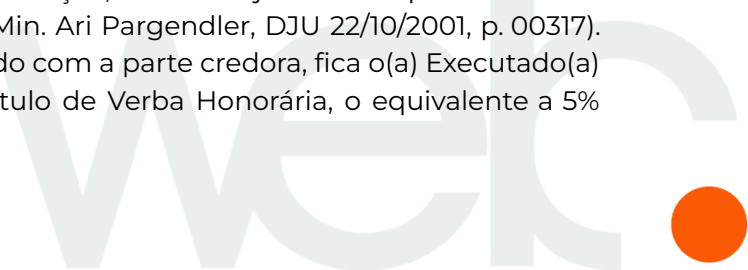 Min. Ari Pargendler, DJU 22/10/2001, p. 00317).
do com a parte credora, fica o(a) Executado(a)
tulo de Verba Honorária, o equivalente a 5%
web.